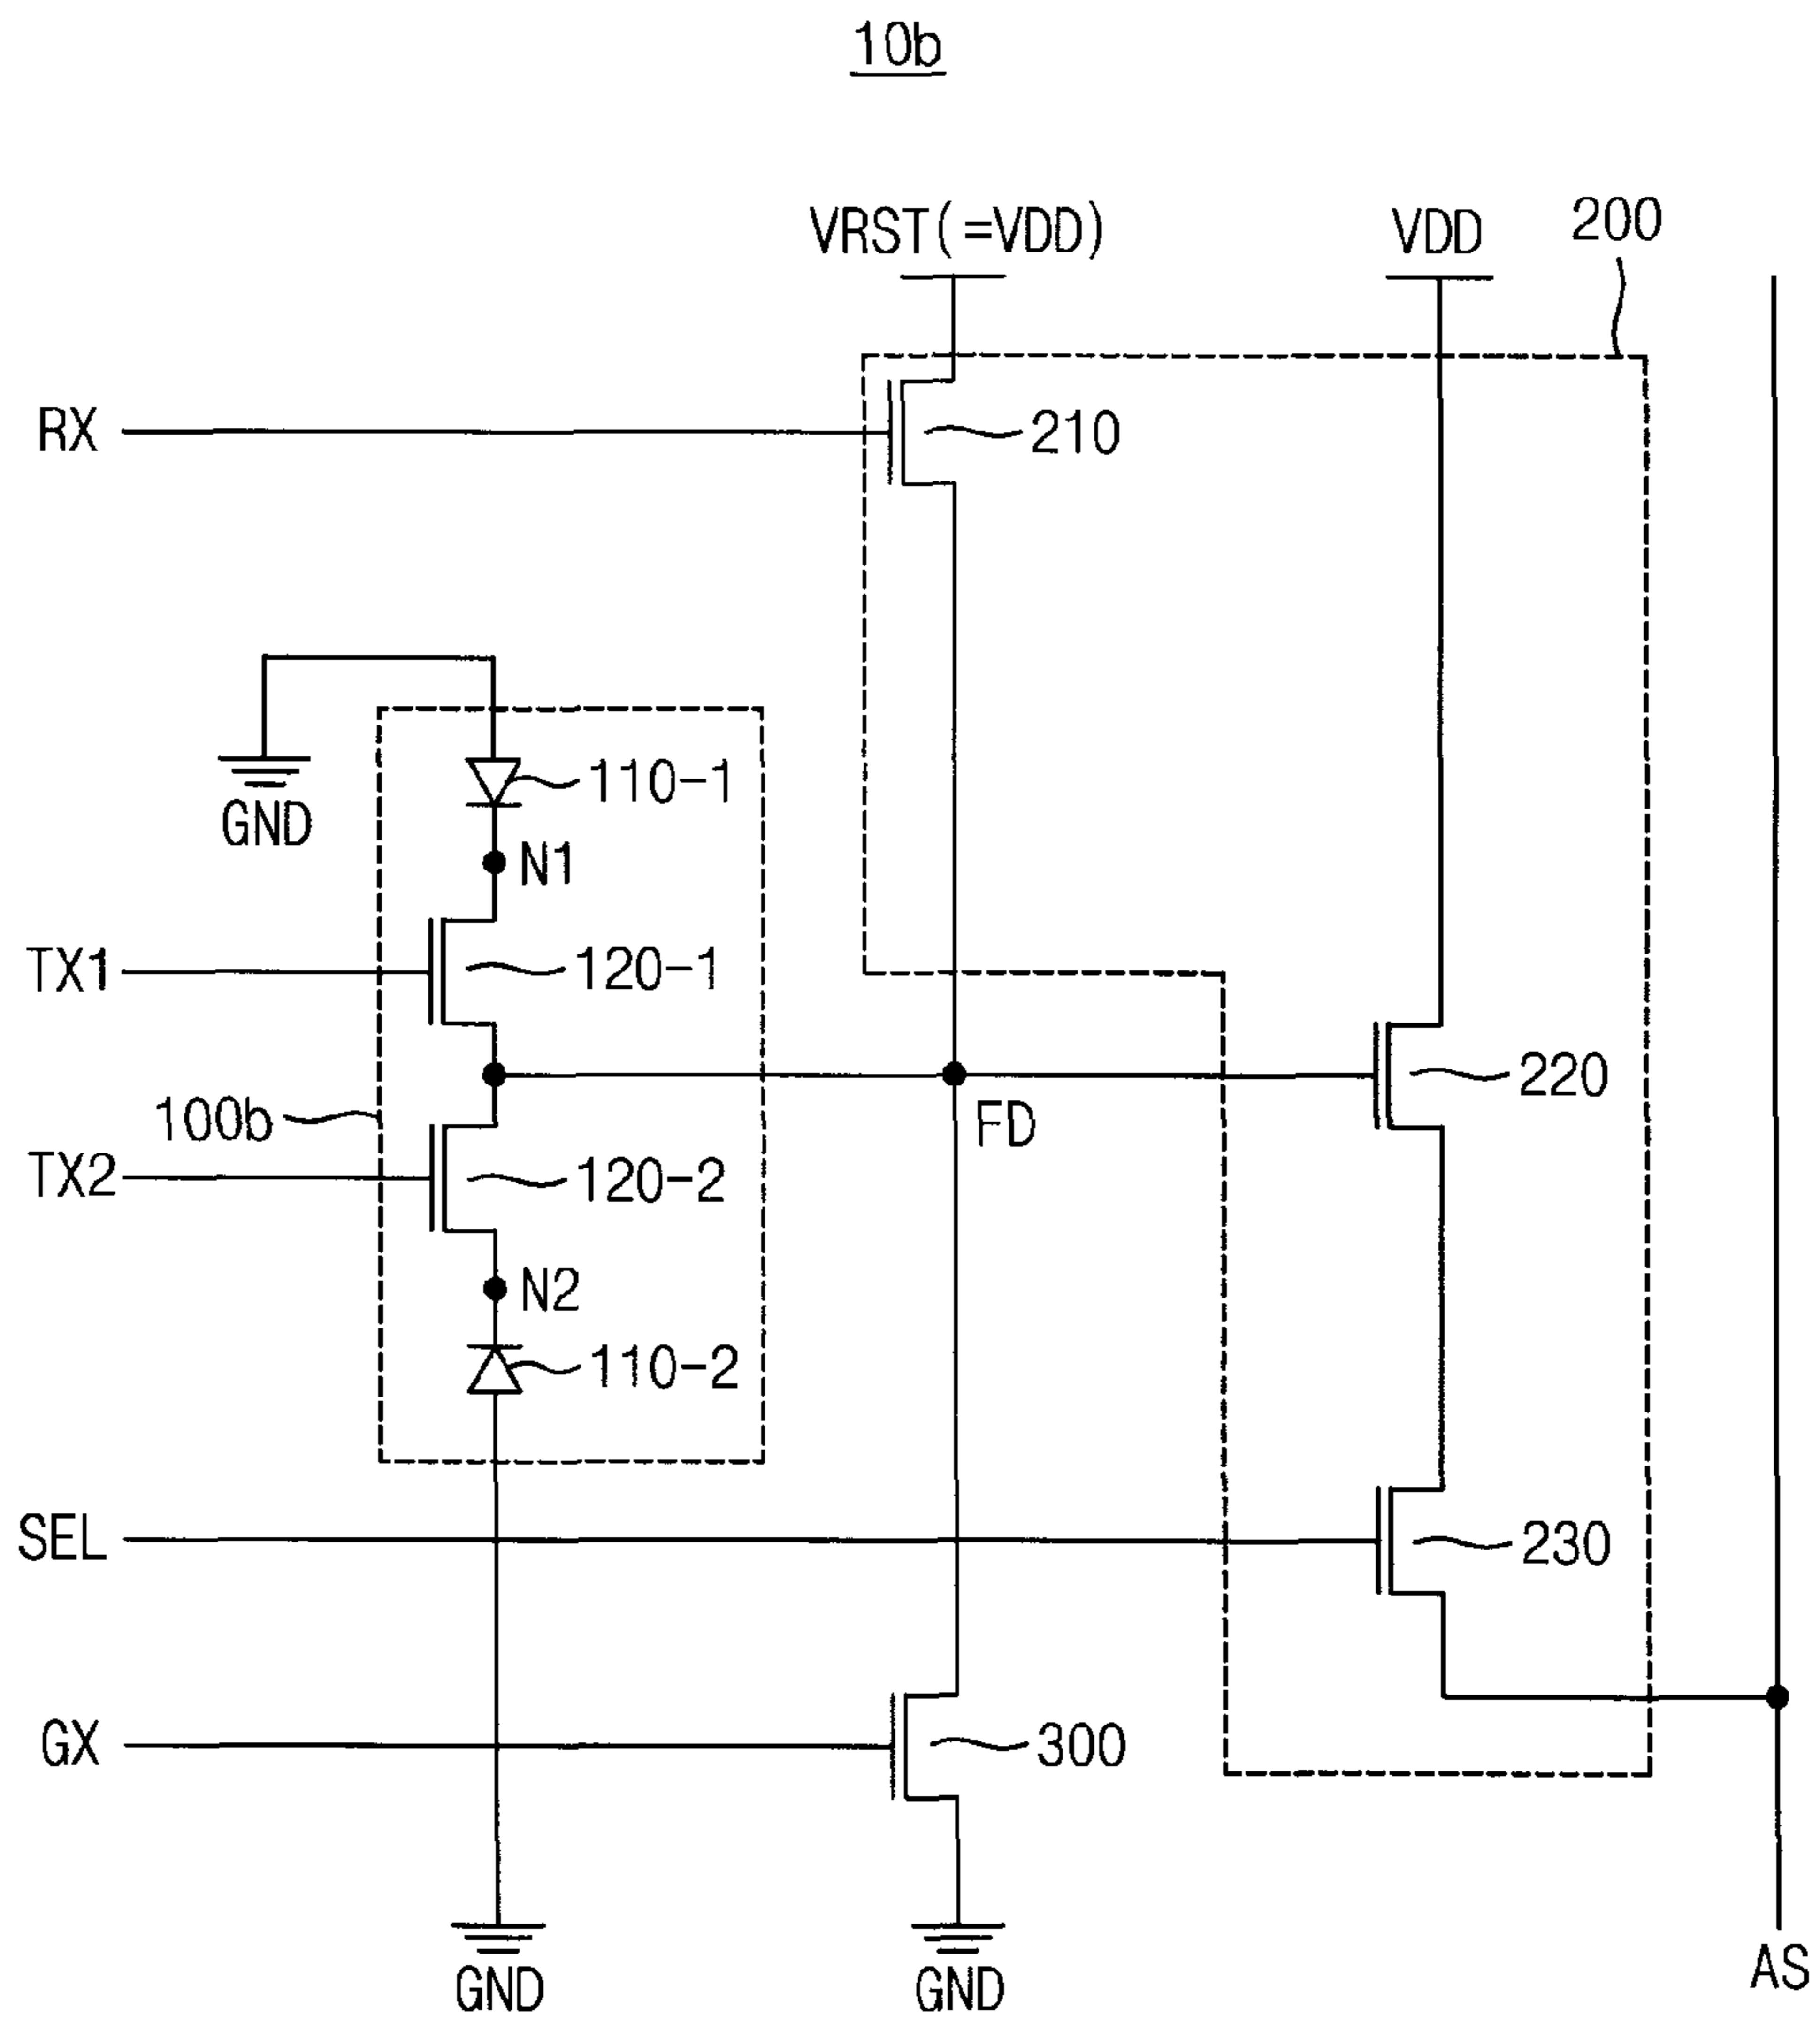 10b
VRST(=VDD)
VDD
200
RX
210
110-1
GND
N1
TX1
120-1
220
100b
FD
TX2
120-2
N2
110-2
SEL
230
GX
300
GND
GND
AS